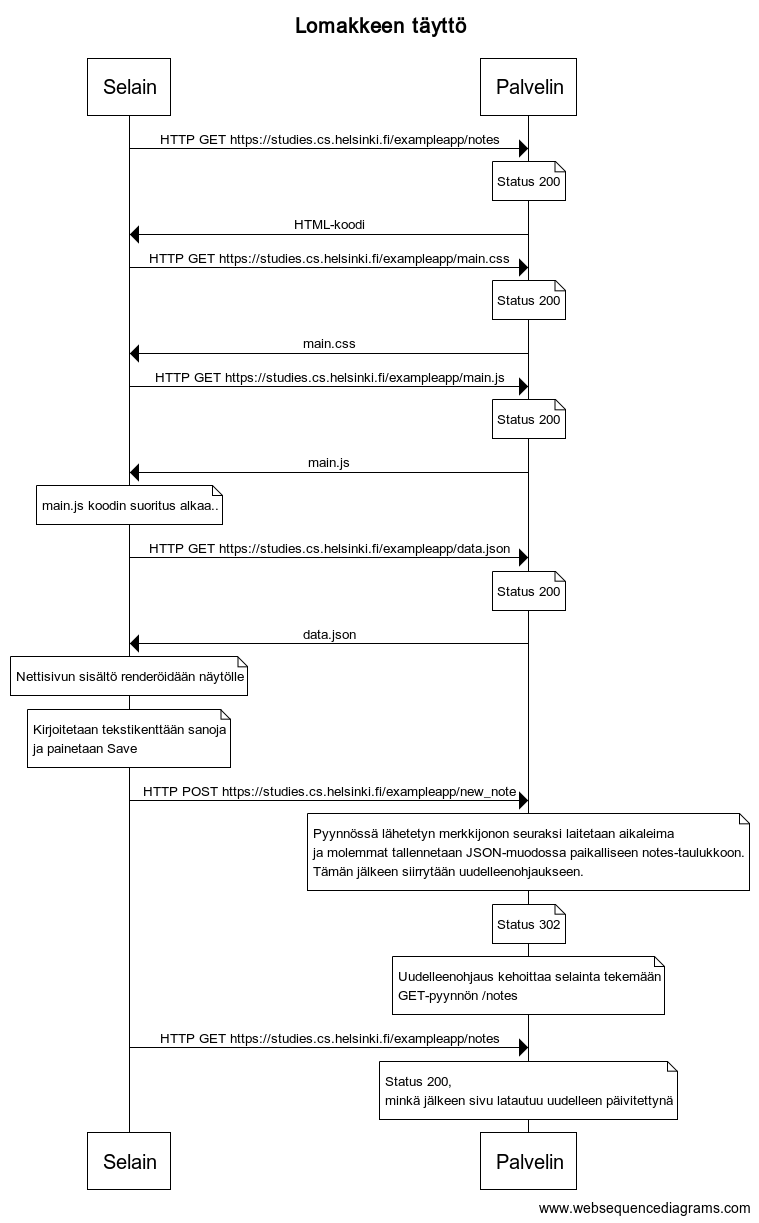 Lomakkeen täyttö
Selain
Palvelin
HTTP GET https://studies.cs.helsinki.fi/exampleapp/notes
Status 200
HTML-koodi
HTTP GET https://studies.cs.helsinki.fi/exampleapp/main.css
Status 200
main.css
HTTP GET https://studies.cs.helsinki.fi/exampleapp/main.js
Status 200
main.js
main.js koodin suoritus alkaa..
HTTP GET https://studies.cs.helsinki.fi/exampleapp/data.json
Status 200
data.json
Nettisivun sisältö renderöidään näytölle
Kirjoitetaan tekstikenttään sanoja
ja painetaan Save
HTTP POST https://studies.cs.helsinki.fi/exampleapp/new_note
Pyynnössä lähetetyn merkkijonon seuraksi laitetaan aikaleima
ja molemmat tallennetaan JSON-muodossa paikalliseen notes-taulukkoon.
Tämän jälkeen siirrytään uudelleenohjaukseen.
Status 302
Uudelleenohjaus kehoittaa selainta tekemään
GET-pyynnön /notes
HTTP GET https://studies.cs.helsinki.fi/exampleapp/notes
Status 200,
minkä jälkeen sivu latautuu uudelleen päivitettynä
Selain
Palvelin
www.websequencediagrams.com